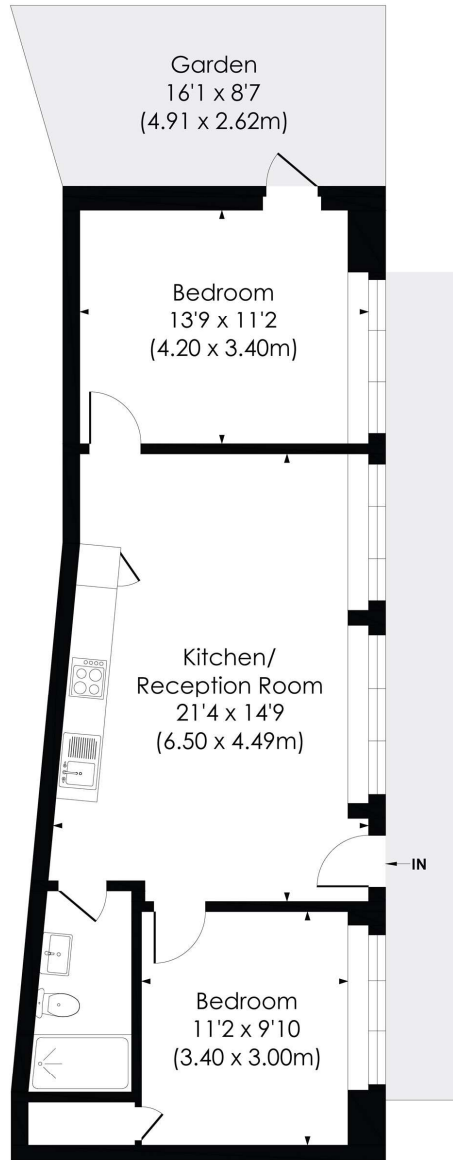 Garden
16'1 x 8'7
(4.91 x 2.62m)
Bedroom
13'9 x 11'2
(4.20 x 3.40m)
Kitchen/
Reception Room
21'4 x 14'9
(6.50 x 4.49m)
IN
Bedroom
11'2 x 9'10
(3.40 x 3.00m)